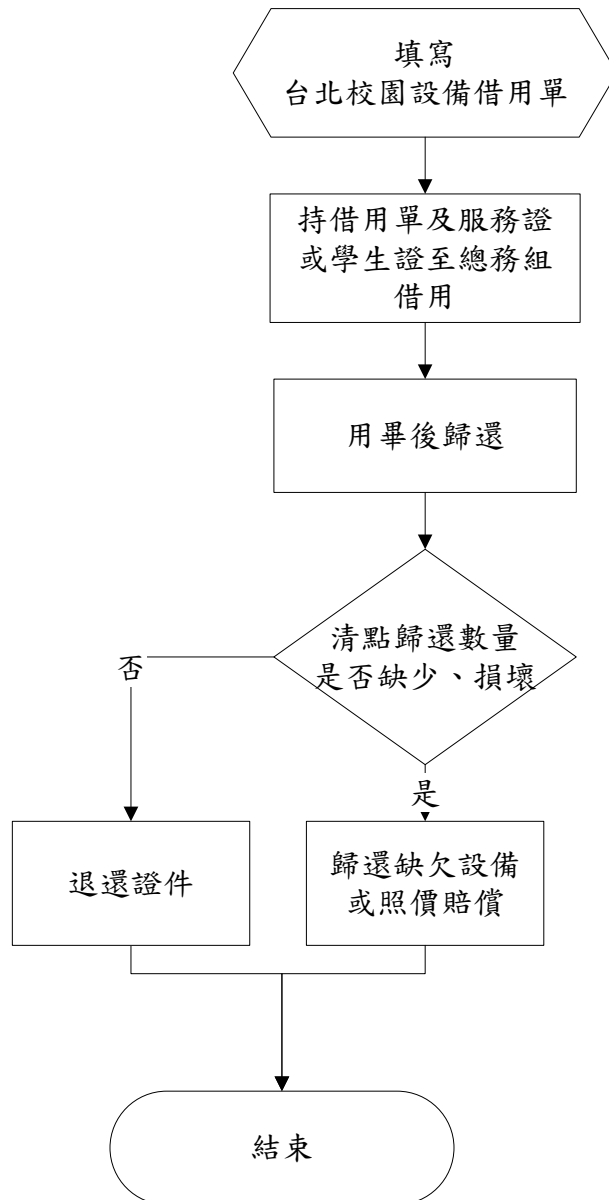 填寫
台北校園設備借用單
持借用單及服務證
或學生證至總務組
借用
用畢後歸還
清點歸還數量
是否缺少、損壞
否
是
退還證件
歸還缺欠設備
或照價賠償
結束